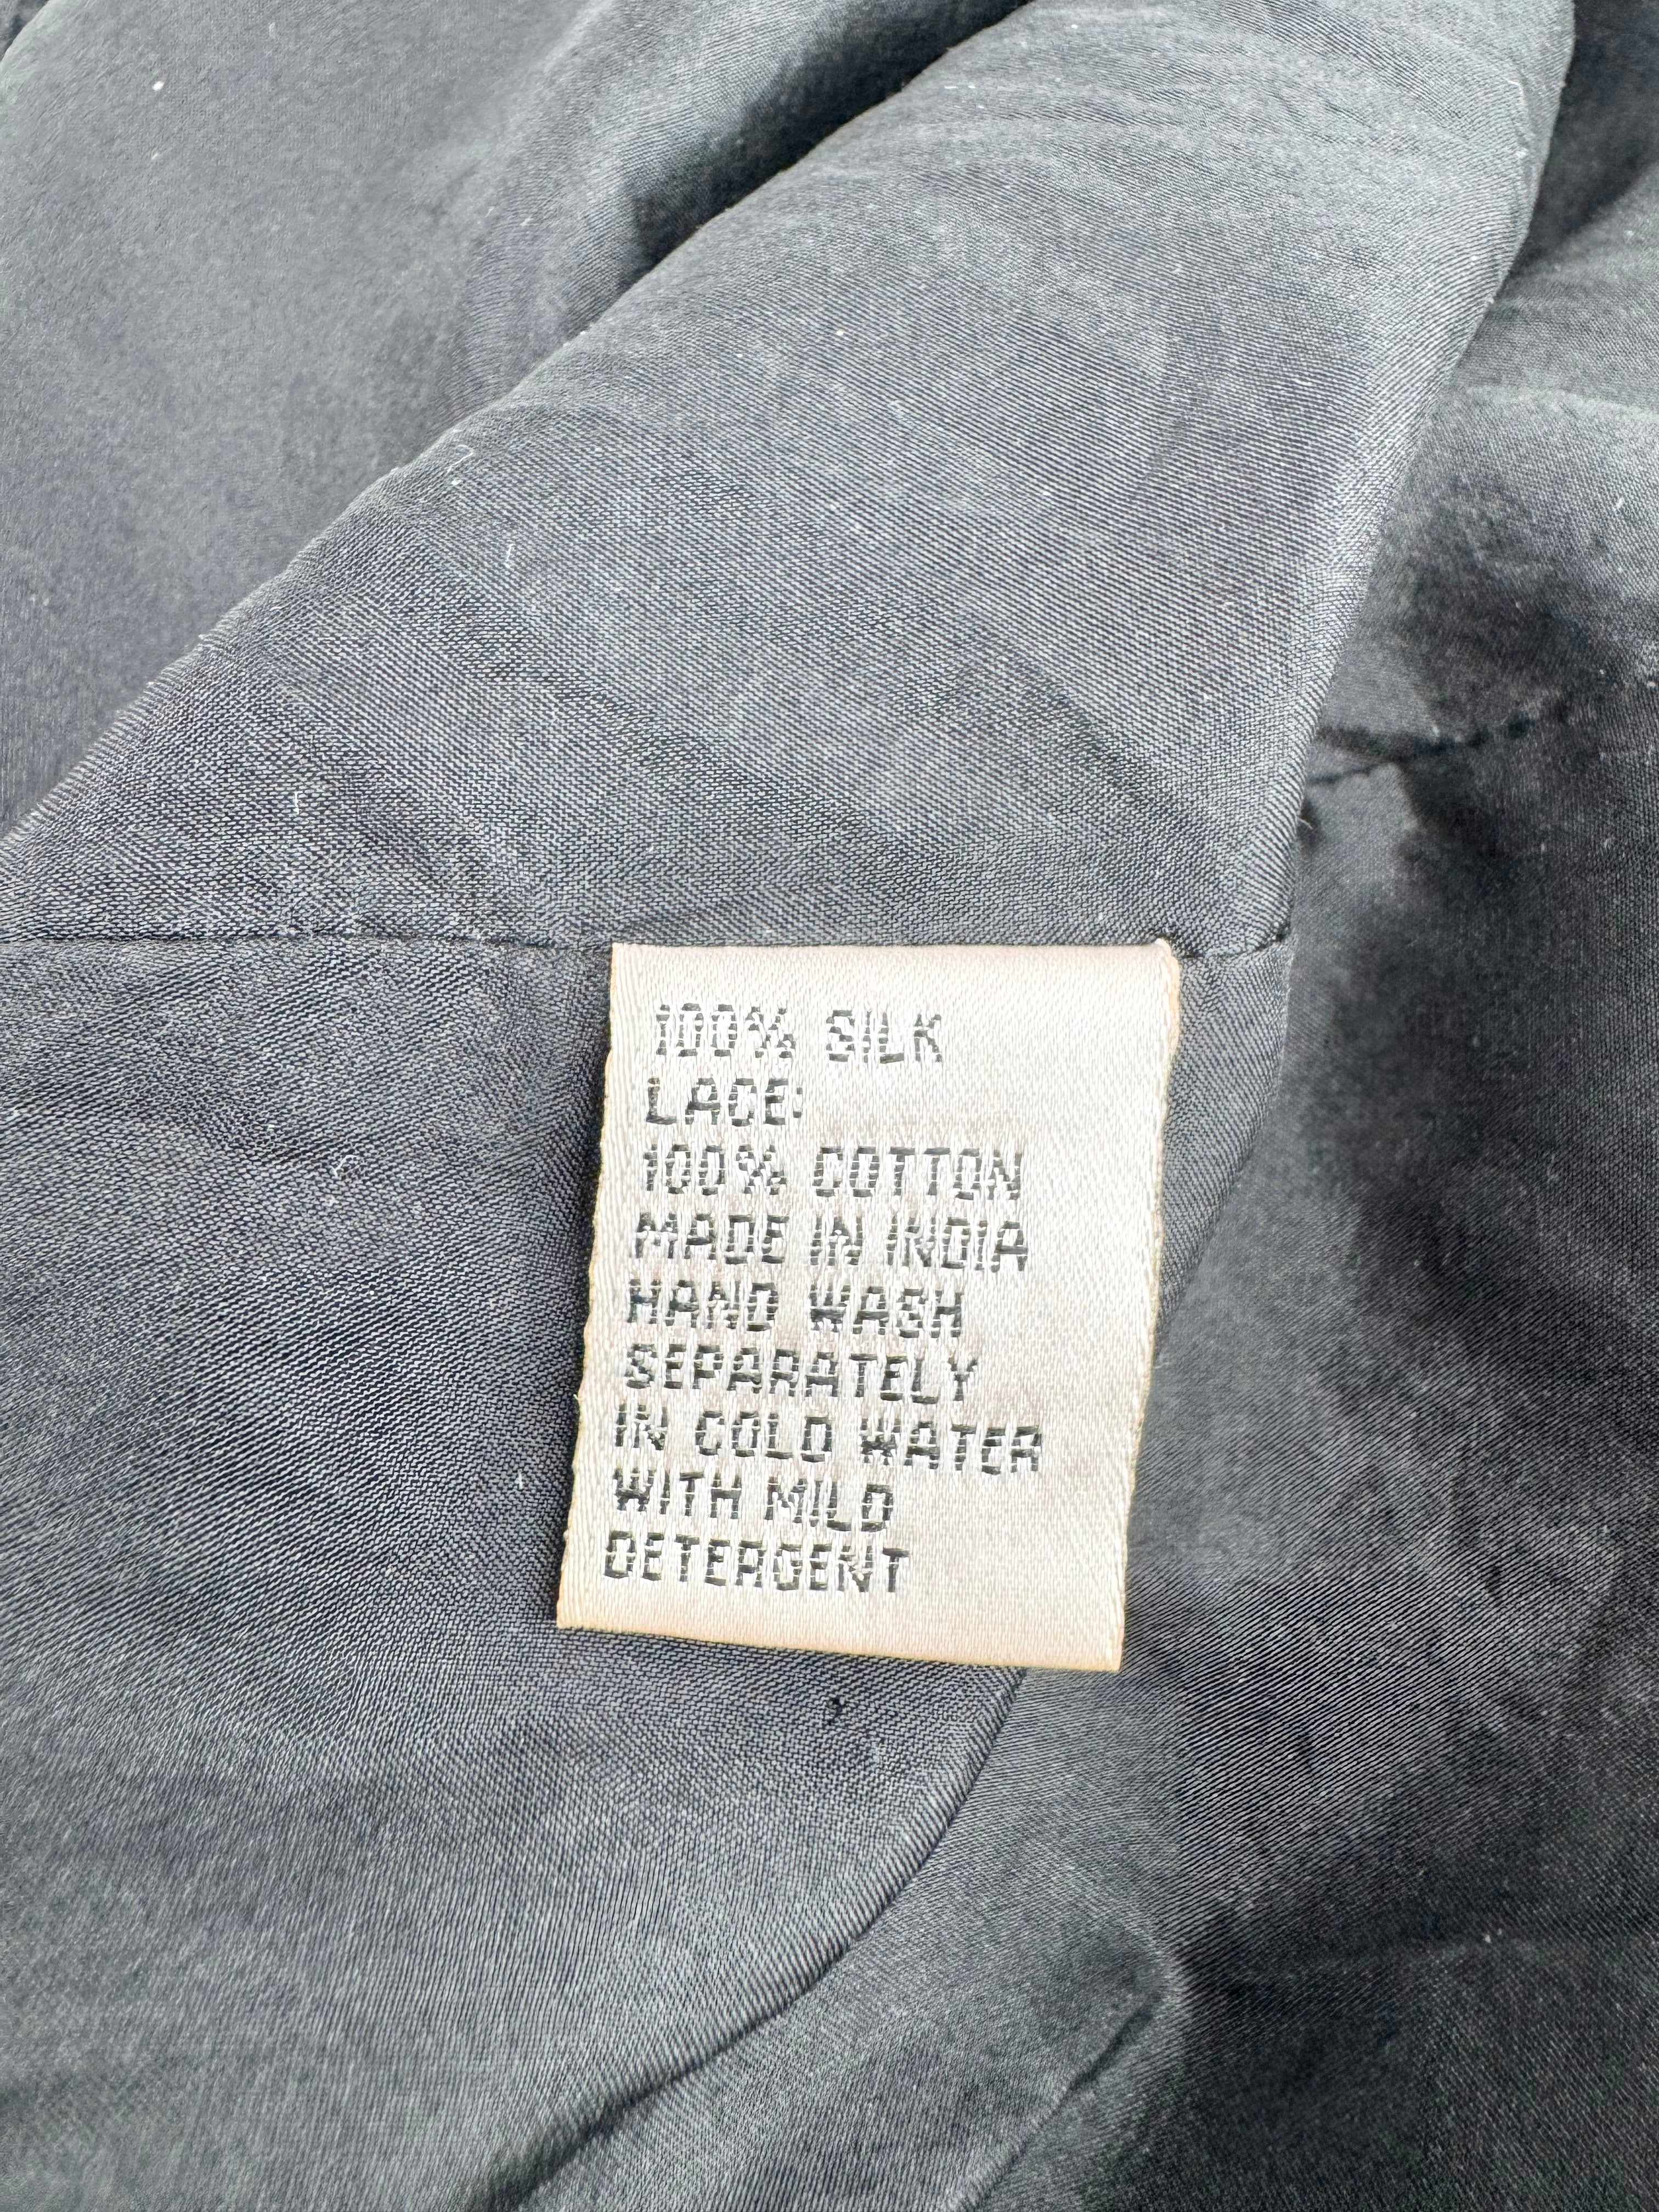 100% SILK
LACE:
100% COTTON
MADE IN INDIA
HAND WASH
SEPARATELY
IN COLD WATER
WITH MILD
DETERGENT